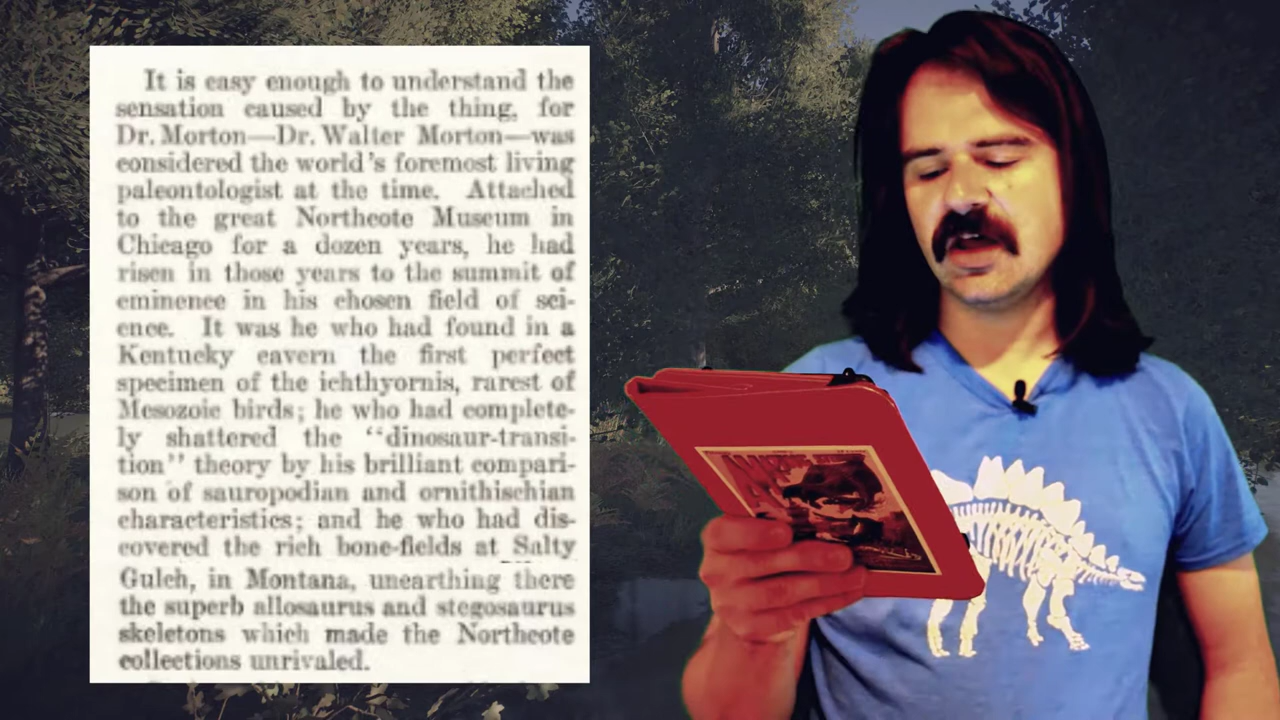 It is easy enough to understand the
sensation caused by the thing, for
Dr. Morton—Dr. Walter Morton—was
considered the world's foremost living
paleontologist at the time. Attached
to the great Northcote Museum in
Chicago for a dozen years, he had
risen in those years to the summit of
eminence in his chosen field of sci-
ence. It was he who had found in a
Kentucky cavern the first perfect
specimen of the ichthyornis, rarest of
Mesozoic birds; he who had complete-
ly shattered the "dinosaur-transi-
tion" theory by his brilliant compari-
son of sauropodian and ornithischian
characteristics; and he who had dis-
covered the rich bone-fields at Salty
Gulch, in Montana, unearthing there
the superb allosaurus and stegosaurus
skeletons which made the Northcote
collections unrivaled.